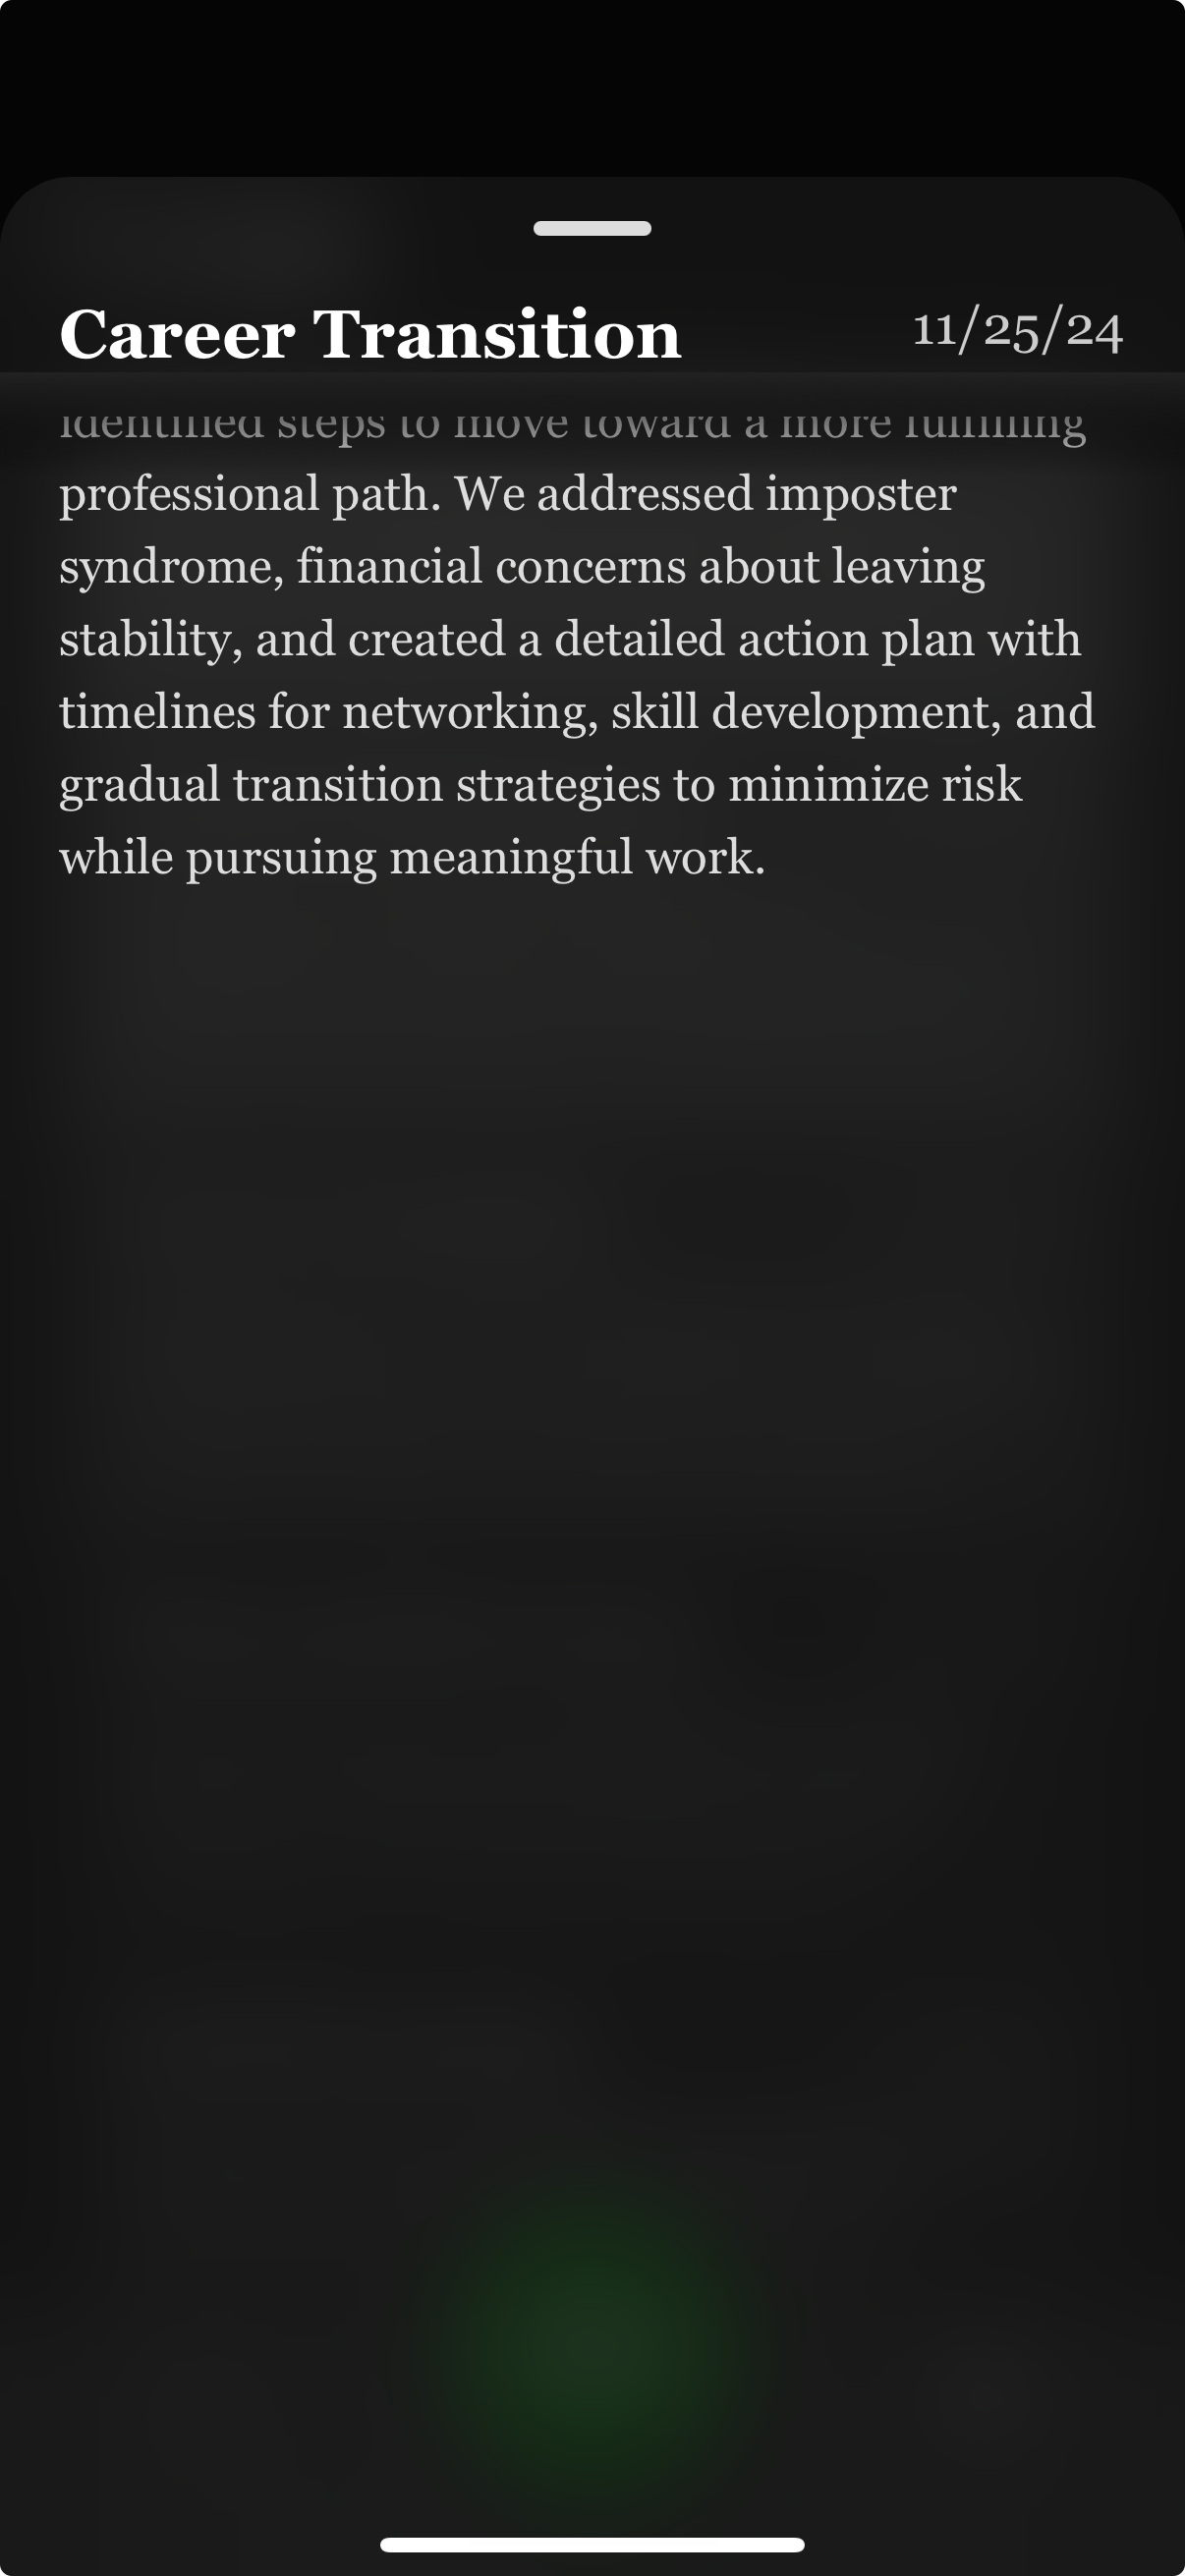 Career Transition
11/25/24
identified steps to move toward a more fulfilling
professional path. We addressed imposter
syndrome, financial concerns about leaving
stability, and created a detailed action plan with
timelines for networking, skill development, and
gradual transition strategies to minimize risk
while pursuing meaningful work.